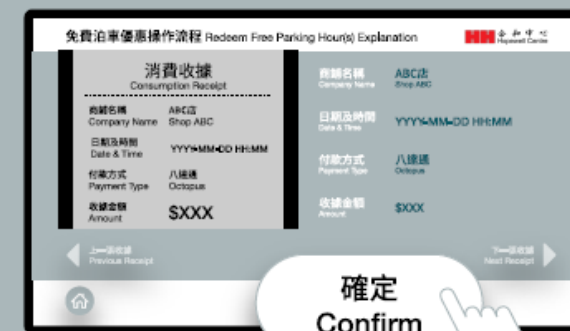 免費泊車優惠操作流程 Redeem Free Parking Hour(s) Explanation
合和中心
Hopewell Centre
消費收據
Consumption Receipt
商舖名稱 ABC店
Company Name Shop ABC
日期及時間
Date & Time YYYY-MM-DD HH:MM
付款方式 八達通
Payment Type Octopus
收據金額
Amount $XXX
商舖名稱 ABC店
Company Name Shop ABC
日期及時間
Date & Time YYYY-MM-DD HH:MM
付款方式 八達通
Payment Type Octopus
收據金額
Amount $XXX
上一張收據
Previous Receipt
下一張收據
Next Receipt
確定
Confirm